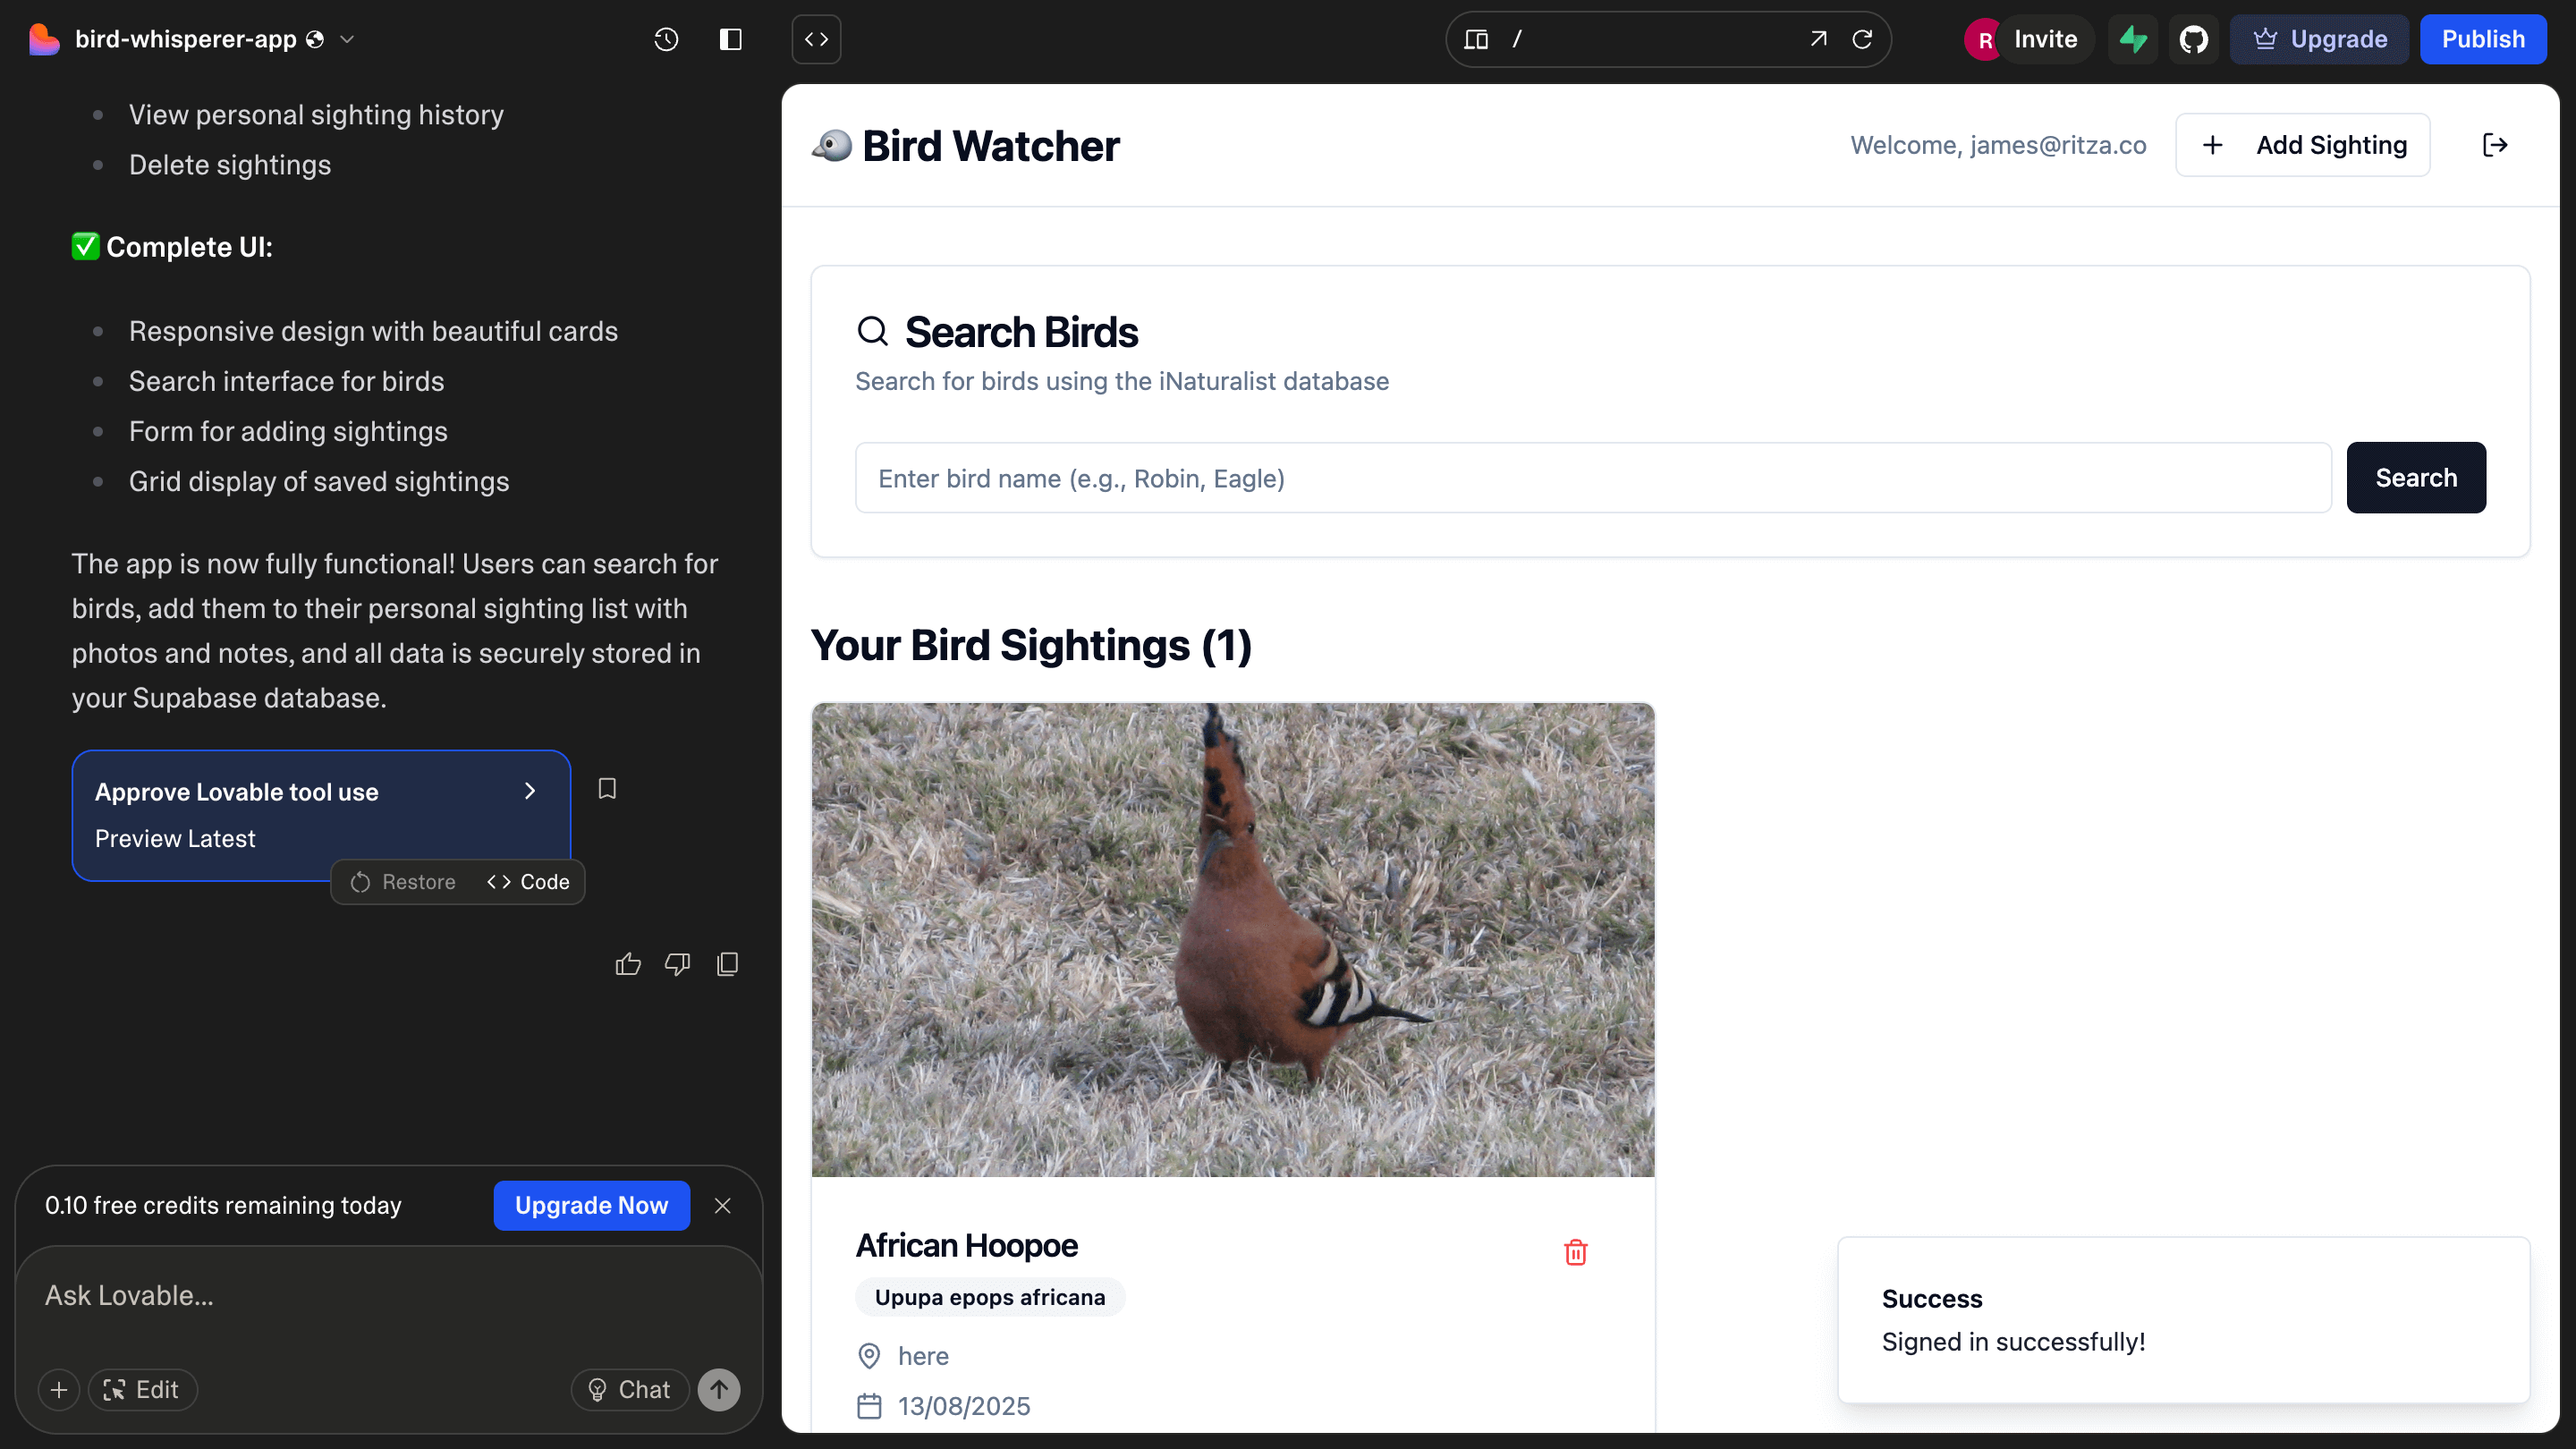 bird-whisperer-app
/
R
Invite
Upgrade
Publish
View personal sighting history
Delete sightings
Complete UI:
Responsive design with beautiful cards
Search interface for birds
Form for adding sightings
Grid display of saved sightings
The app is now fully functional! Users can search for
birds, add them to their personal sighting list with
photos and notes, and all data is securely stored in
your Supabase database.
Approve Lovable tool use
Preview Latest
Restore
Code
0.10 free credits remaining today
Upgrade Now
Ask Lovable...
Edit
Chat
Bird Watcher
Welcome, james@ritza.co
Add Sighting
Search Birds
Search for birds using the iNaturalist database
Enter bird name (e.g., Robin, Eagle)
Search
Your Bird Sightings (1)
African Hoopoe
Upupa epops africana
here
13/08/2025
Success
Signed in successfully!